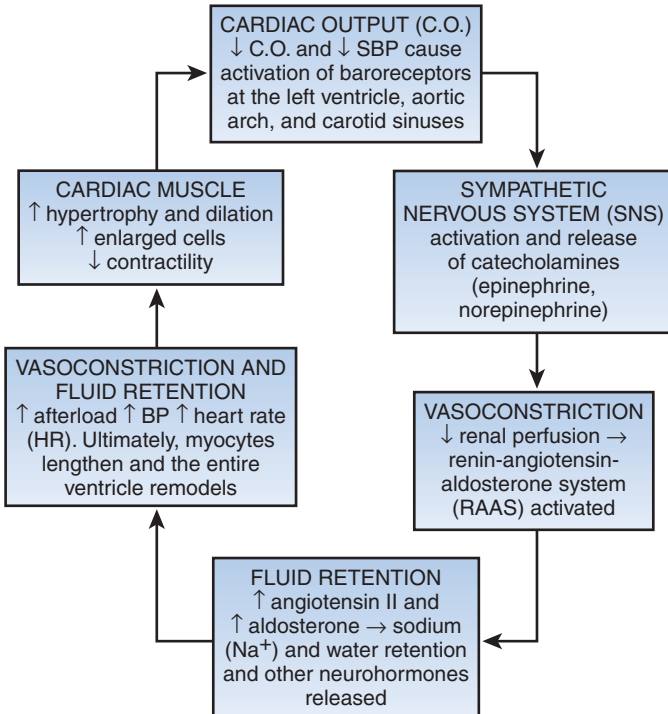 CARDIAC OUTPUT (C.O.)
↓ C.O. and ↓ SBP cause
activation of baroreceptors
at the left ventricle, aortic
arch, and carotid sinuses
SYMPATHETIC
NERVOUS SYSTEM (SNS)
activation and release
of catecholamines
(epinephrine,
norepinephrine)
VASOCONSTRICTION
↓ renal perfusion →
renin-angiotensin-
aldosterone system
(RAAS) activated
FLUID RETENTION
↑ angiotensin II and
↑ aldosterone → sodium
(Na⁺) and water retention
and other neurohormones
released
VASOCONSTRICTION AND
FLUID RETENTION
↑ afterload ↑ BP ↑ heart rate
(HR). Ultimately, myocytes
lengthen and the entire
ventricle remodels
CARDIAC MUSCLE
↑ hypertrophy and dilation
↑ enlarged cells
↓ contractility